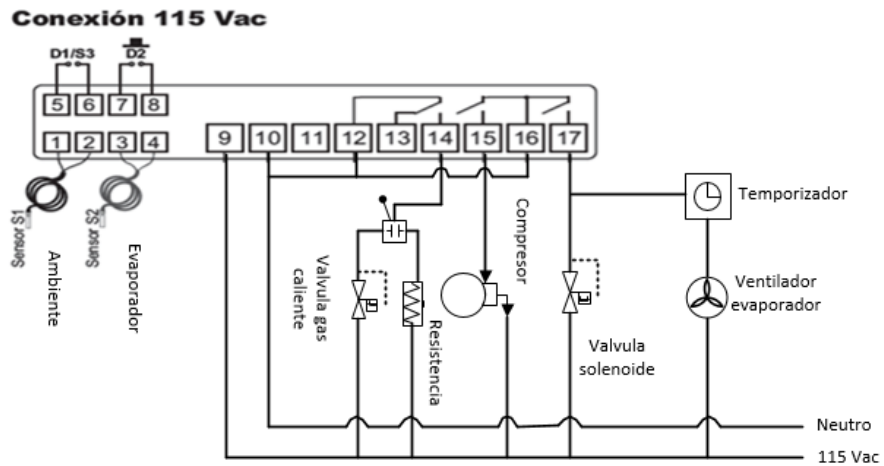 Conexión 115 Vac
D1/S3
D2
5 6 7 8
1 2 3 4
9 10 11 12 13 14 15 16 17
Sensor S1
Ambiente
Sensor S2
Evaporador
Valvula gas
caliente
Resistencia
Compresor
Valvula
solenoide
Temporizador
Ventilador
evaporador
Neutro
115 Vac